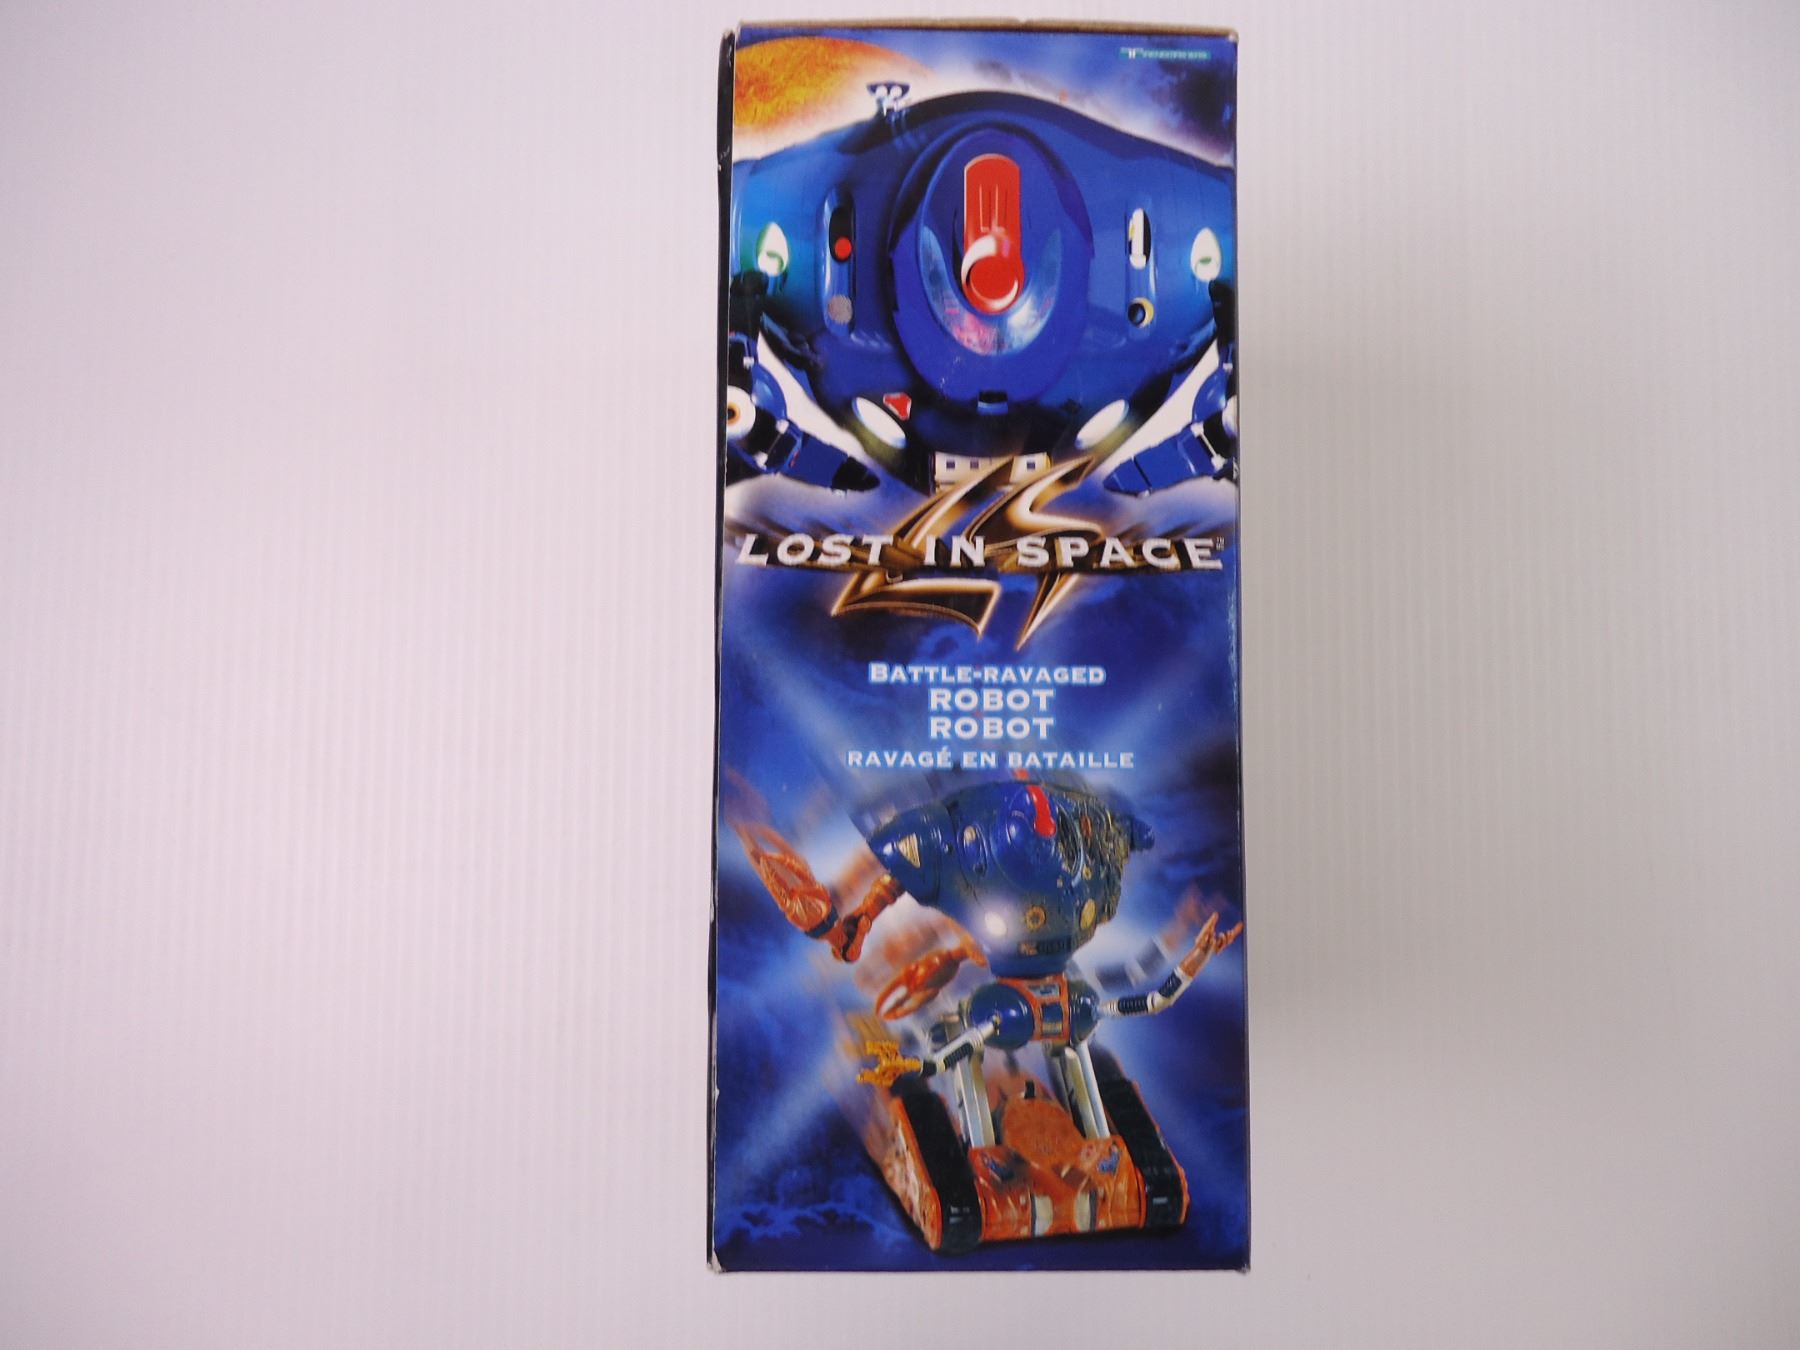 LOST IN SPACE
BATTLE-RAVAGED
ROBOT
ROBOT
RAVAGÉ EN BATAILLE